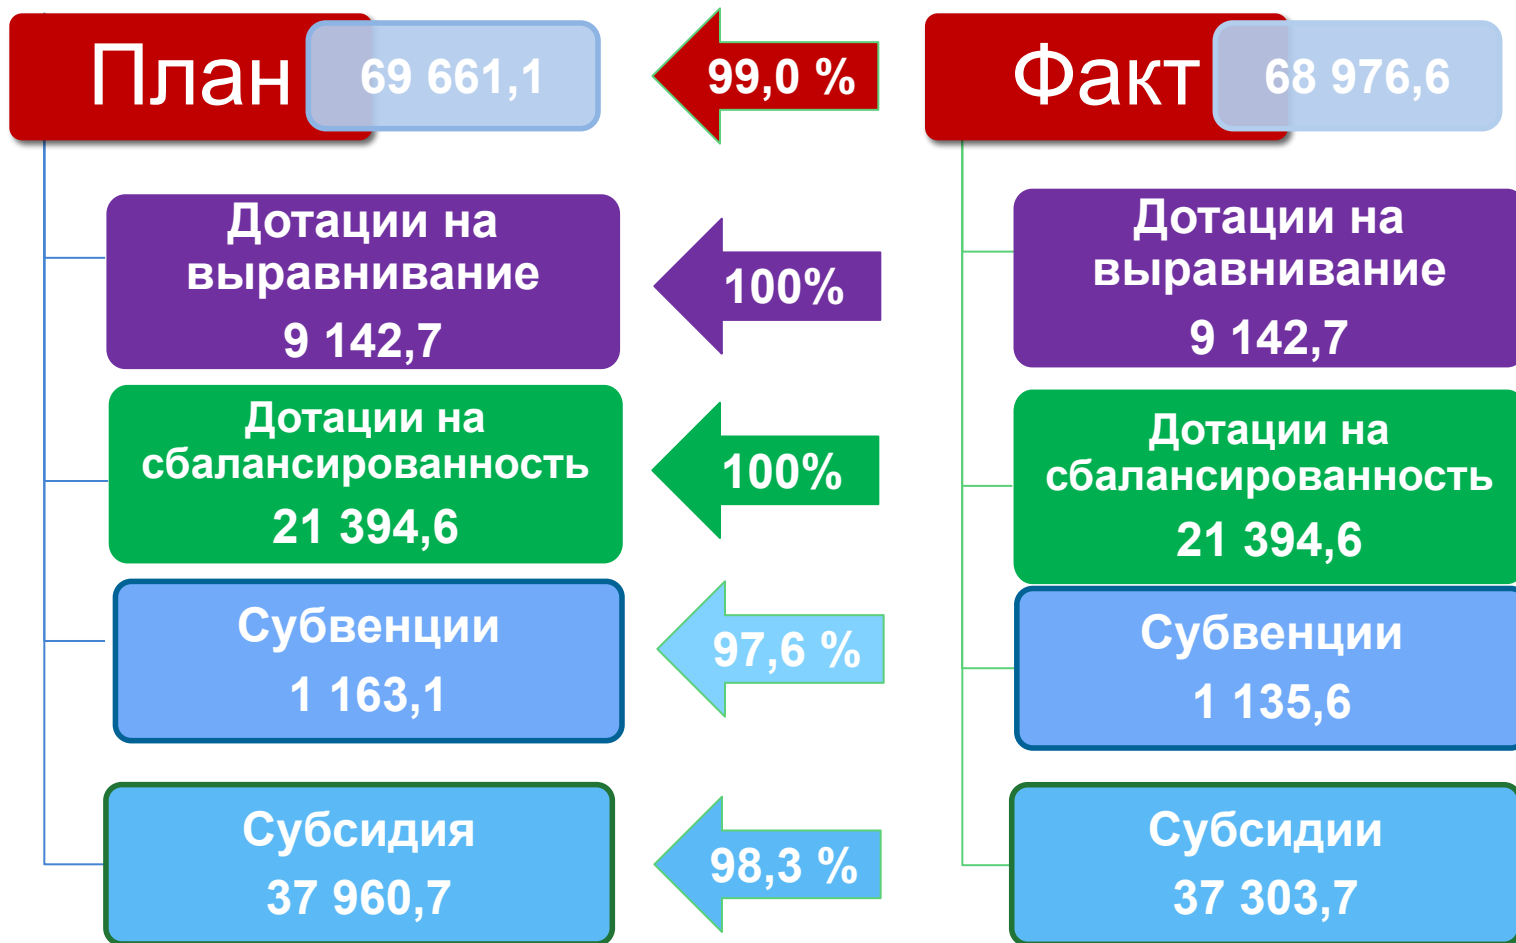 План
69 661,1
99,0 %
Факт
68 976,6
Дотации на
выравнивание
9 142,7
100%
Дотации на
выравнивание
9 142,7
Дотации на
сбалансированность
21 394,6
100%
Дотации на
сбалансированность
21 394,6
Субвенции
1 163,1
97,6 %
Субвенции
1 135,6
Субсидия
37 960,7
98,3 %
Субсидии
37 303,7